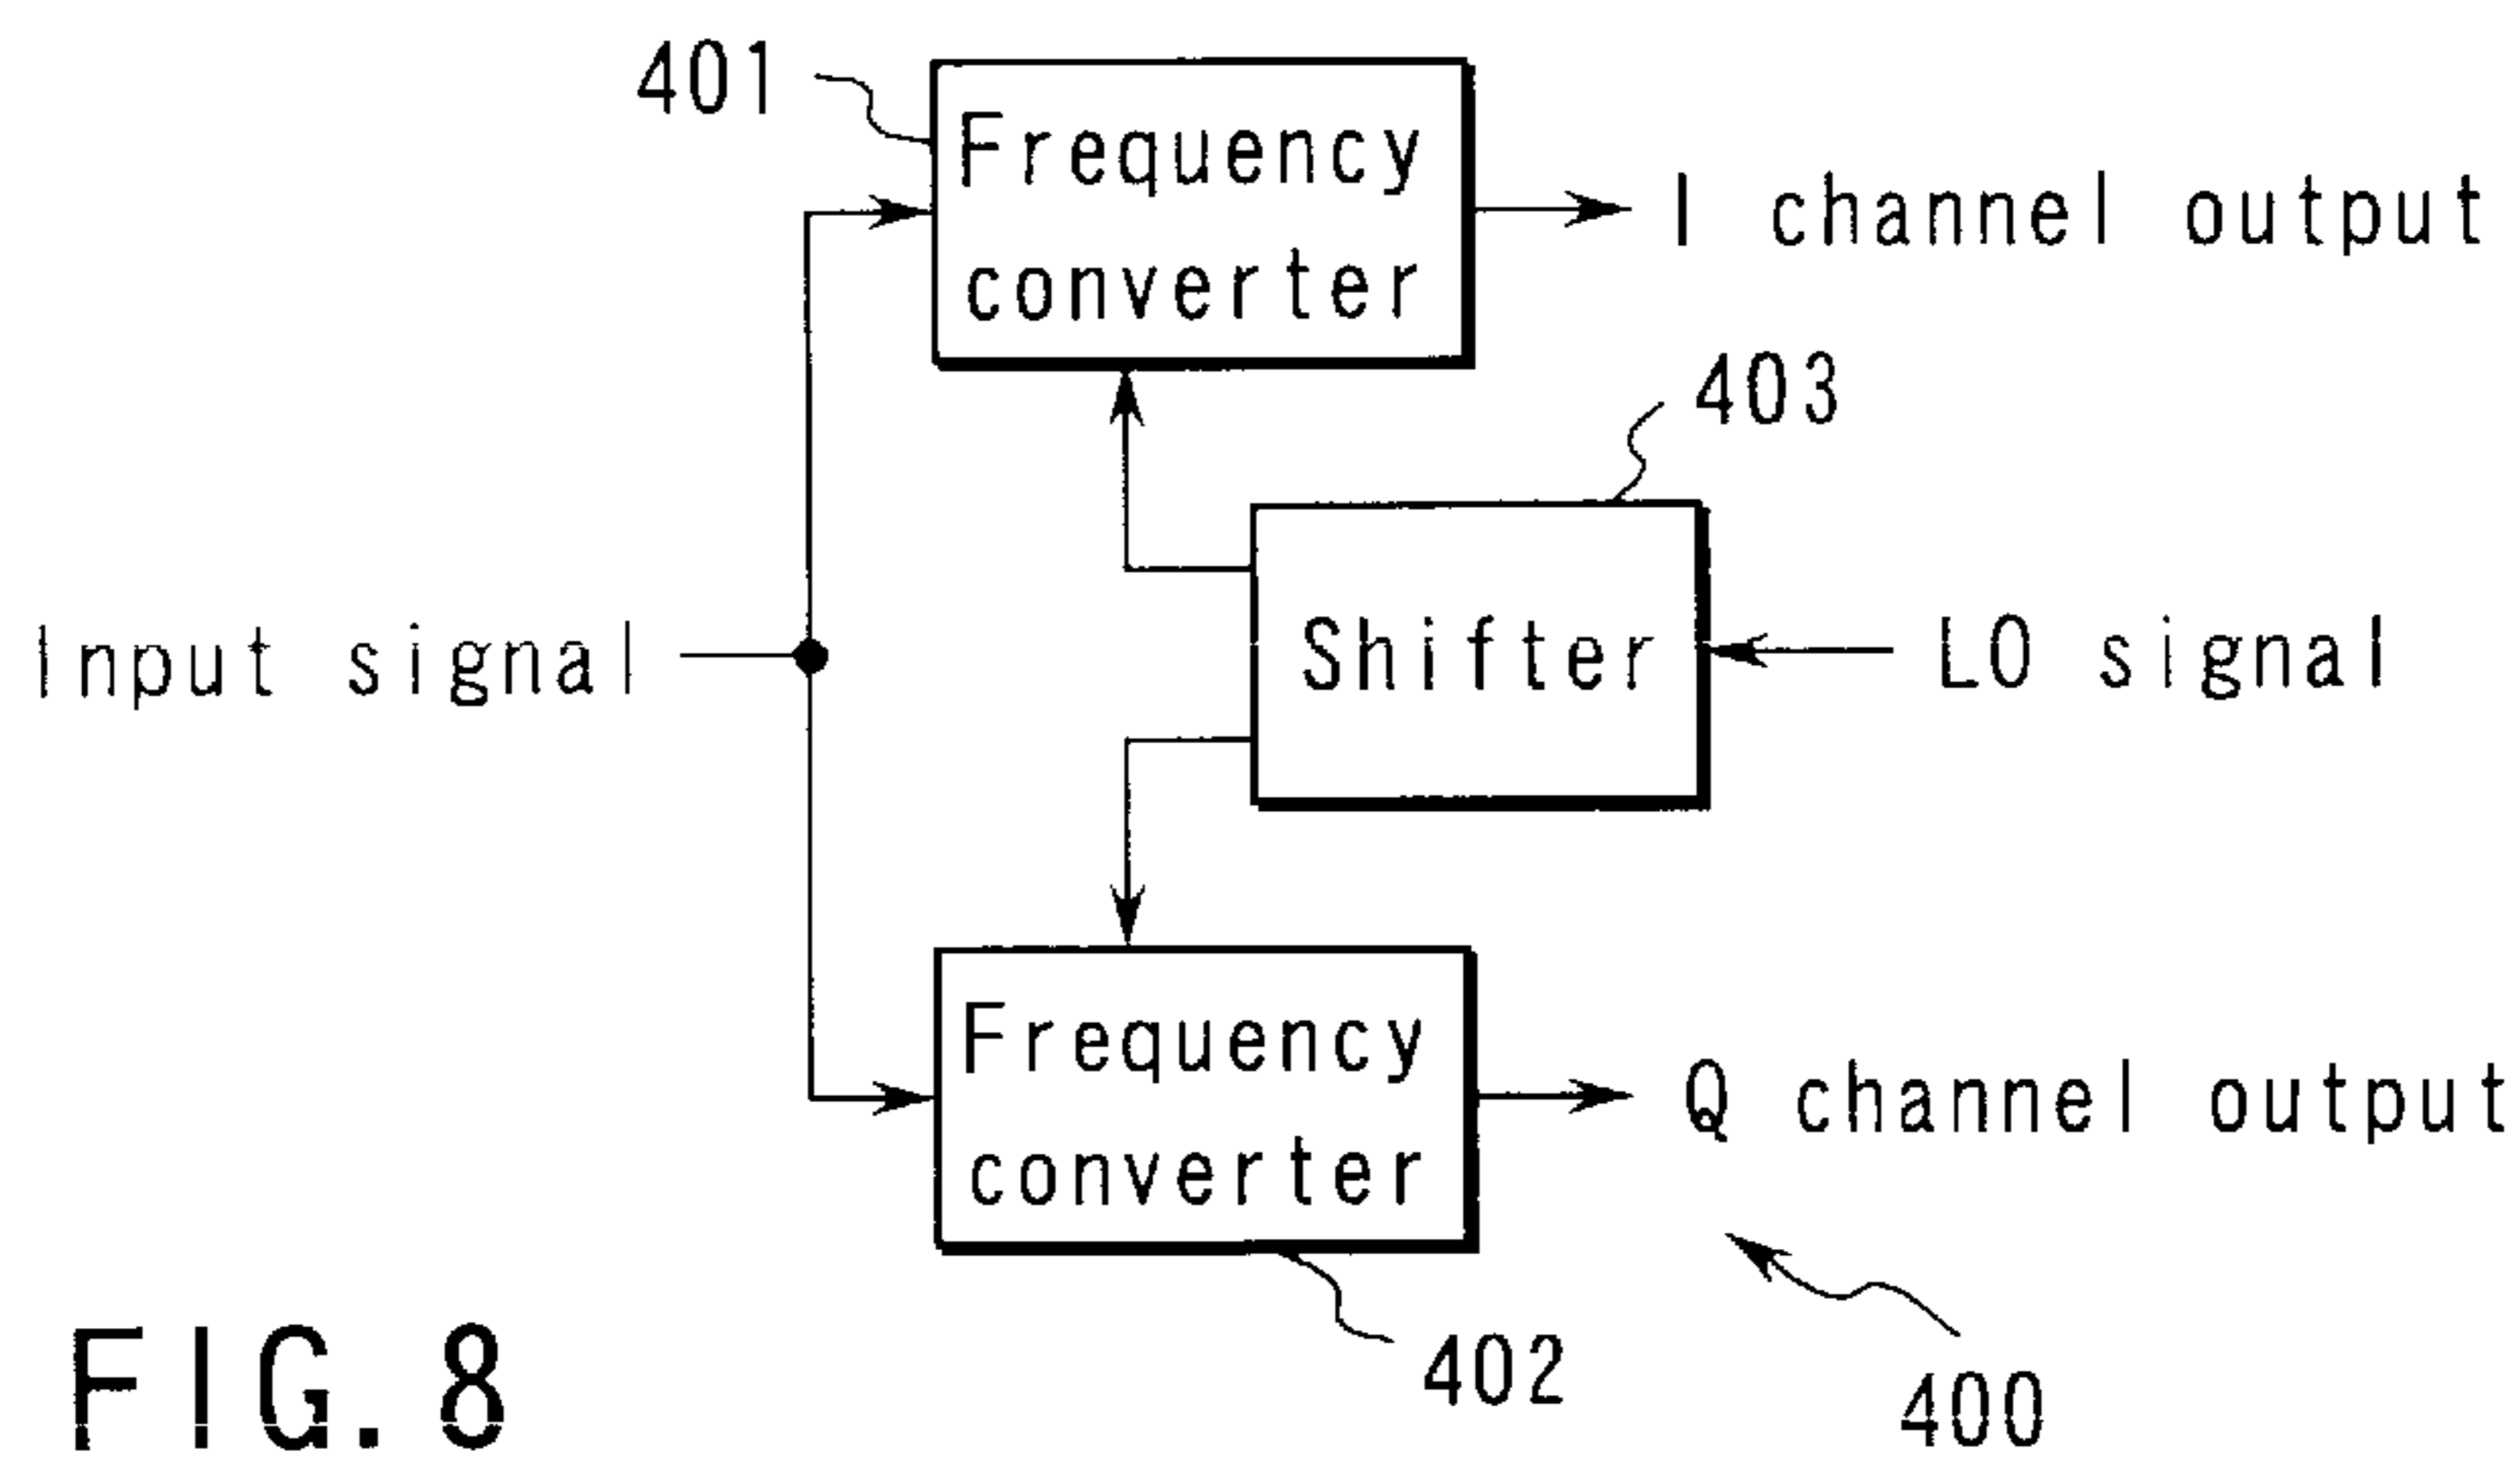 401
Frequency
converter
I channel output
403
Input signal
Shifter
LO signal
Frequency
converter
Q channel output
402
400
FIG. 8